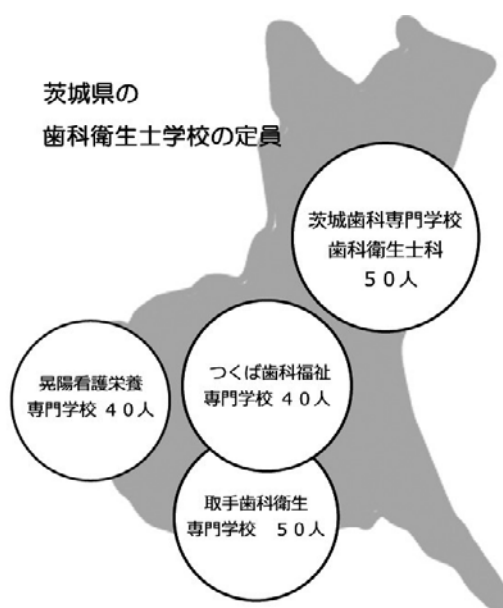 茨城県の
歯科衛生士学校の定員
茨城歯科専門学校
歯科衛生士科
５０人
つくば歯科福祉
専門学校 ４０人
晃陽看護栄養
専門学校 ４０人
取手歯科衛生
専門学校　５０人